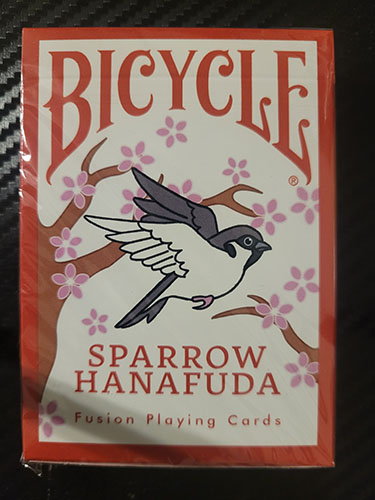 BICYCLE
®
SPARROW
HANAFUDA
Fusion Playing Cards